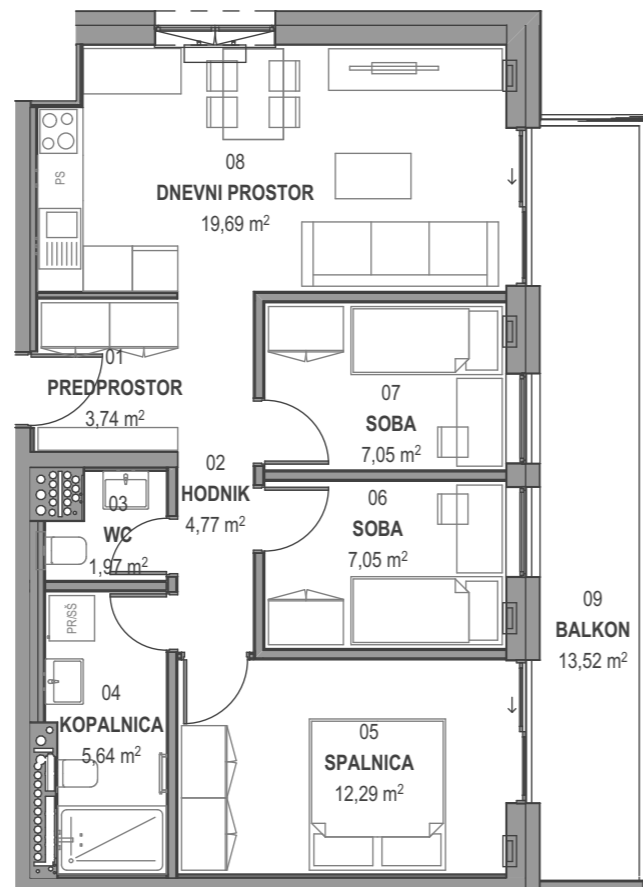 08
DNEVNI PROSTOR
19,69 m²
PS
01
PREDPROSTOR
3,74 m²
07
SOBA
7,05 m²
02
HODNIK
4,77 m²
03
WC
1,97 m²
06
SOBA
7,05 m²
PR/SŠ
04
KOPALNICA
5,64 m²
05
SPALNICA
12,29 m²
09
BALKON
13,52 m²